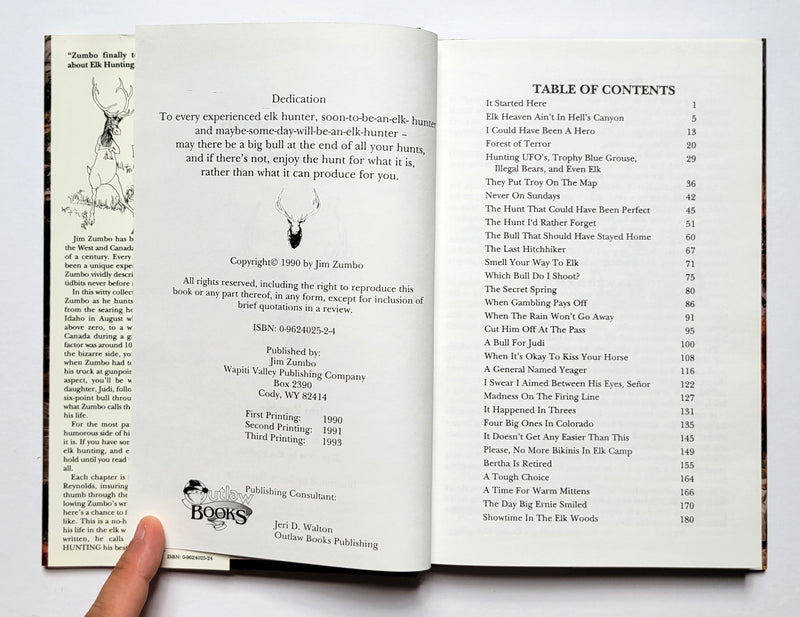 "Zumbo finally t
about Elk Hunting
Jim Zumbo has b
the West and Canada
of a century. Every
been a unique exper
Zumbo vividly descri
tidbits never before
In this witty collec
Zumbo as he hunts
from the searing ho
Idaho in August w
above zero, to a w
Canada during a ga
factor was around 10
the bizarre side, yo
when Zumbo had to
his truck at gunpoin
aspect, you'll be w
daughter, Judi, follow
six-point bull throug
what Zumbo calls th
his life.
For the most pa
humorous side of hi
it is. If you have som
elk hunting, and e
hold until you read
all.
Each chapter is
Reynolds, insuring
thumb through the
lowing Zumbo's wr
here's a chance to f
like. This is a no-h
his life in the elk w
written, he calls
HUNTING his bes
ISBN: 0-9624025-24
Dedication
To every experienced elk hunter, soon-to-be-an-elk- hunter
and maybe-some-day-will-be-an-elk-hunter –
may there be a big bull at the end of all your hunts,
and if there's not, enjoy the hunt for what it is,
rather than what it can produce for you.
Copyright© 1990 by Jim Zumbo
All rights reserved, including the right to reproduce this
book or any part thereof, in any form, except for inclusion of
brief quotations in a review.
ISBN: 0-9624025-2-4
Published by:
Jim Zumbo
Wapiti Valley Publishing Company
Box 2390
Cody, WY 82414
First Printing: 1990
Second Printing: 1991
Third Printing: 1993
Outlaw
BOOKS
Publishing Consultant:
Jeri D. Walton
Outlaw Books Publishing
TABLE OF CONTENTS
It Started Here 1
Elk Heaven Ain't In Hell's Canyon 5
I Could Have Been A Hero 13
Forest of Terror 20
Hunting UFO's, Trophy Blue Grouse, 29
Illegal Bears, and Even Elk
They Put Troy On The Map 36
Never On Sundays 42
The Hunt That Could Have Been Perfect 45
The Hunt I'd Rather Forget 51
The Bull That Should Have Stayed Home 60
The Last Hitchhiker 67
Smell Your Way To Elk 71
Which Bull Do I Shoot? 75
The Secret Spring 80
When Gambling Pays Off 86
When The Rain Won't Go Away 91
Cut Him Off At The Pass 95
A Bull For Judi 100
When It's Okay To Kiss Your Horse 108
A General Named Yeager 116
I Swear I Aimed Between His Eyes, Señor 122
Madness On The Firing Line 127
It Happened In Threes 131
Four Big Ones In Colorado 135
It Doesn't Get Any Easier Than This 145
Please, No More Bikinis In Elk Camp 149
Bertha Is Retired 155
A Tough Choice 164
A Time For Warm Mittens 166
The Day Big Ernie Smiled 170
Showtime In The Elk Woods 180